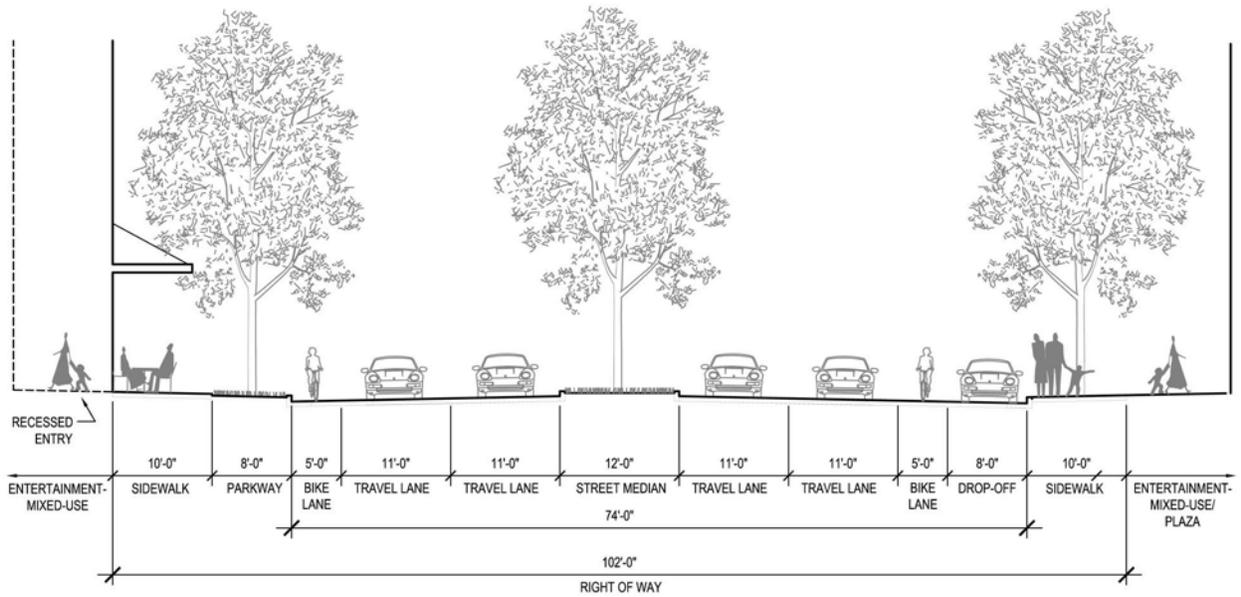 RECESSED
ENTRY
10'-0" 8'-0" 5'-0" 11'-0" 11'-0" 12'-0" 11'-0" 11'-0" 5'-0" 8'-0" 10'-0"
ENTERTAINMENT-
MIXED-USE
SIDEWALK
PARKWAY
BIKE
LANE
TRAVEL LANE
TRAVEL LANE
STREET MEDIAN
TRAVEL LANE
TRAVEL LANE
BIKE
LANE
DROP-OFF
SIDEWALK
ENTERTAINMENT-
MIXED-USE/
PLAZA
74'-0"
102'-0"
RIGHT OF WAY